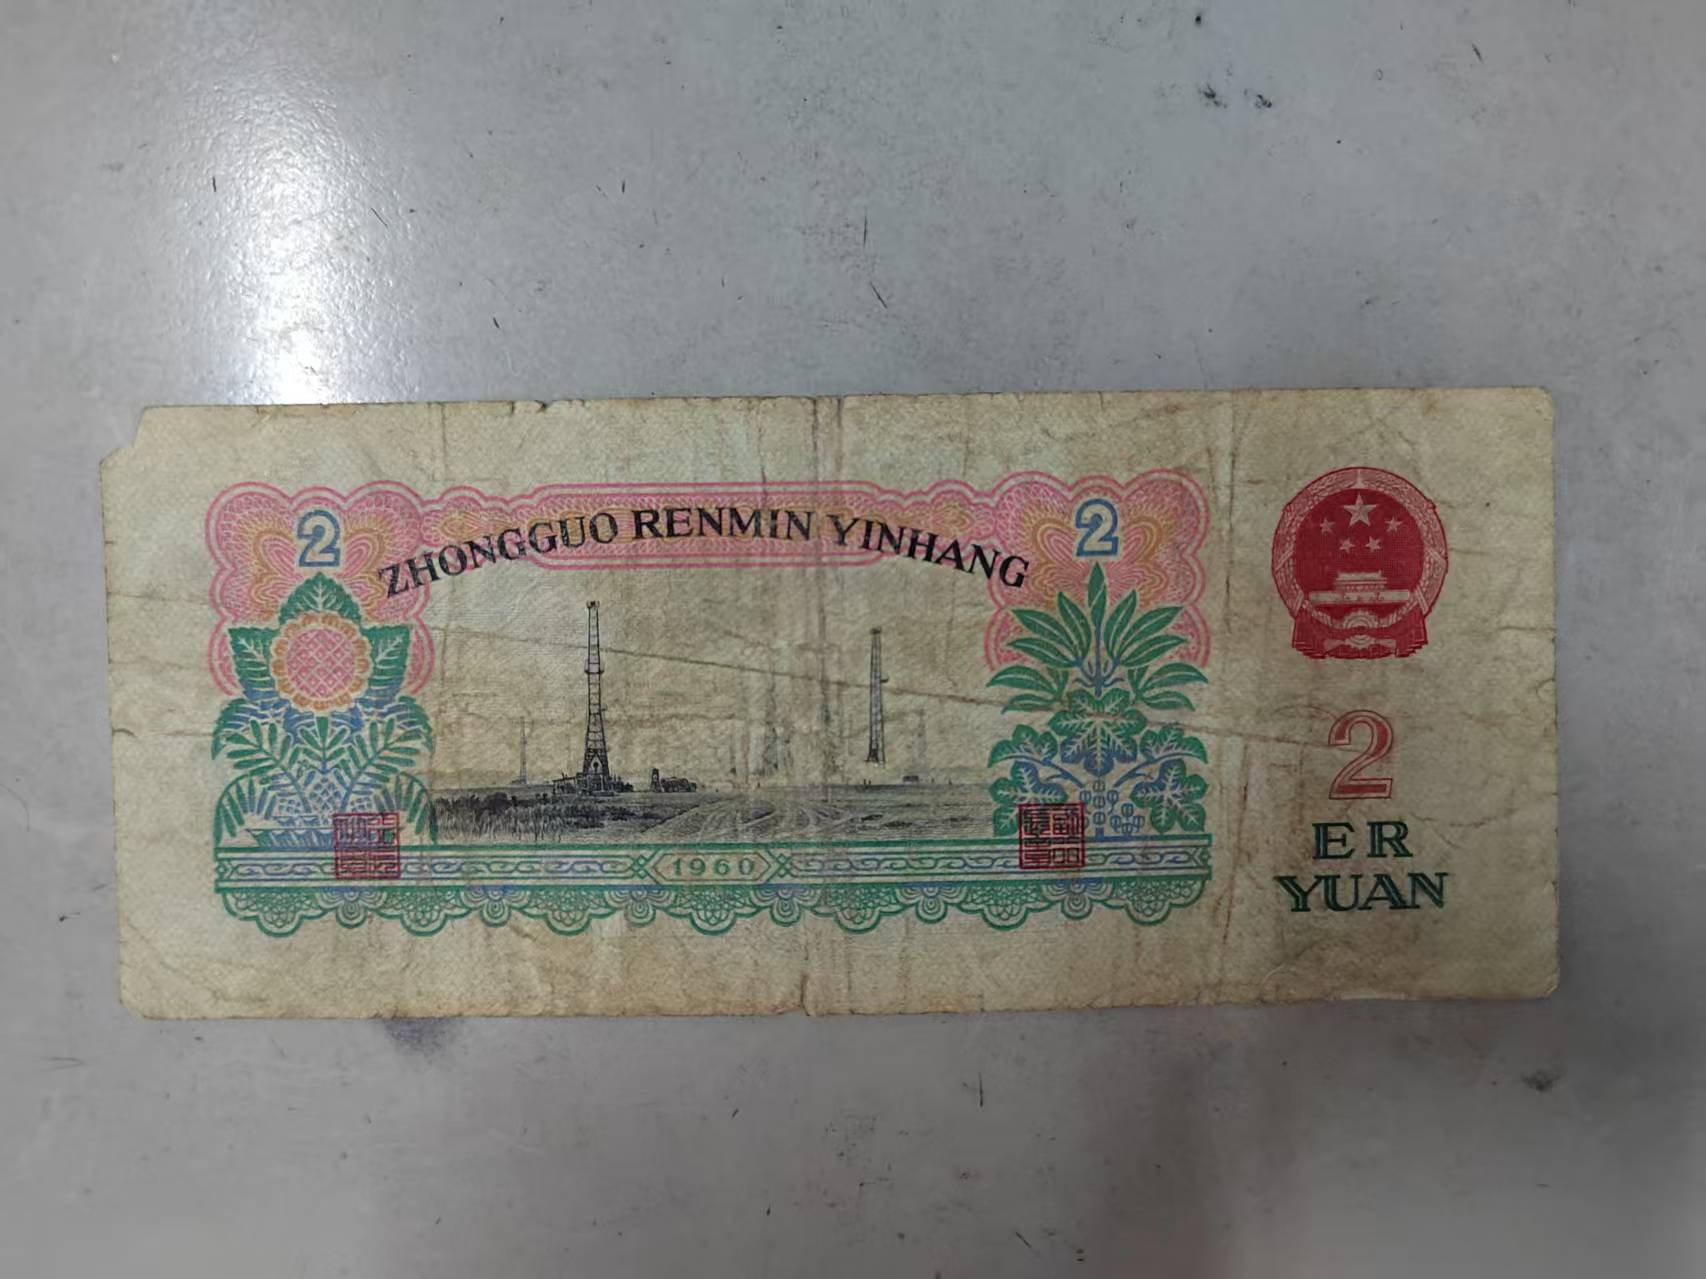 2
ZHONGGUO RENMIN YINHANG
2
2
ER
YUAN
1960